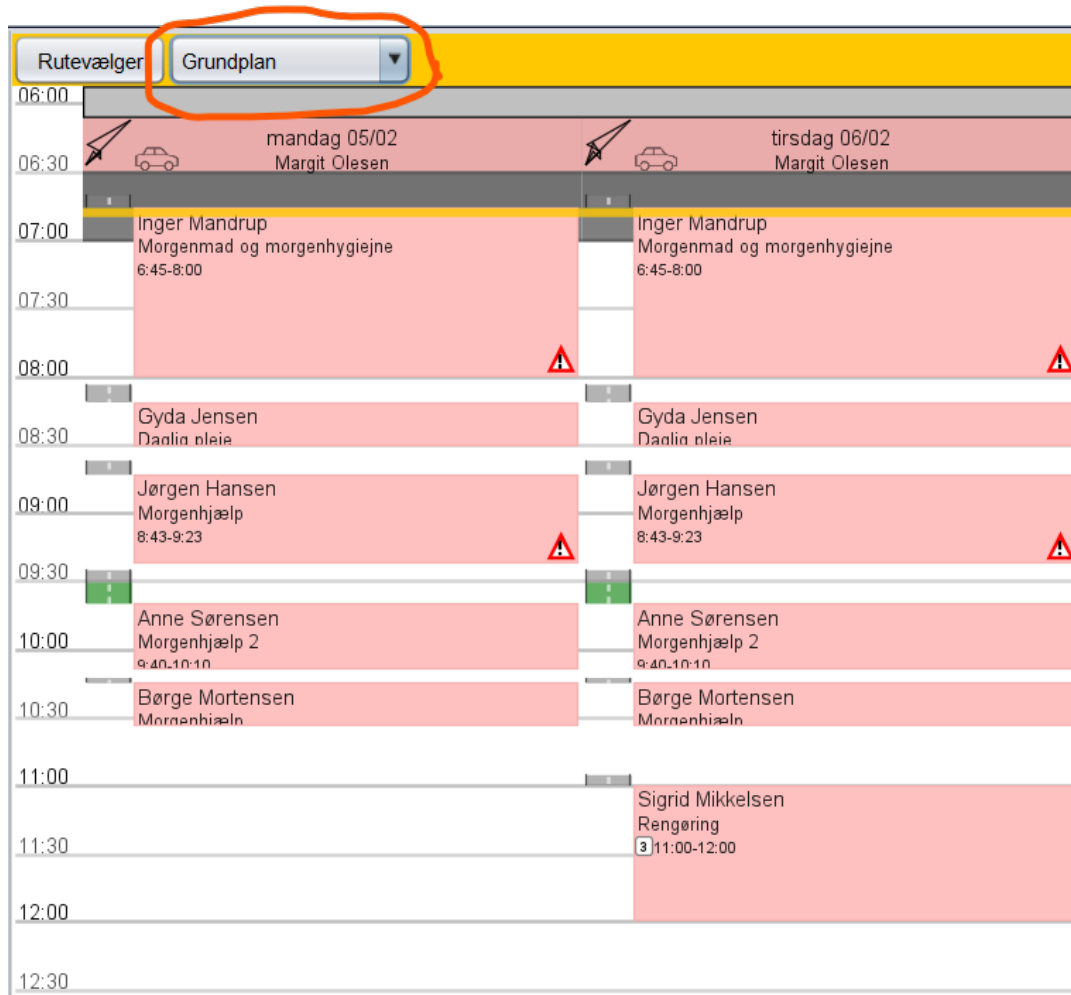 Rutevælger
Grundplan
06:00
mandag 05/02
Margit Olesen
tirsdag 06/02
Margit Olesen
06:30
07:00
Inger Mandrup
Morgenmad og morgenhygiejne
6:45-8:00
Inger Mandrup
Morgenmad og morgenhygiejne
6:45-8:00
07:30
08:00
Gyda Jensen
Daglig pleje
Gyda Jensen
Daglig pleje
08:30
Jørgen Hansen
Morgenhjælp
8:43-9:23
Jørgen Hansen
Morgenhjælp
8:43-9:23
09:00
09:30
Anne Sørensen
Morgenhjælp 2
9:40-10:10
Anne Sørensen
Morgenhjælp 2
9:40-10:10
10:00
Børge Mortensen
Morgenhjælp
Børge Mortensen
Morgenhjælp
10:30
11:00
Sigrid Mikkelsen
Rengøring
3 11:00-12:00
11:30
12:00
12:30